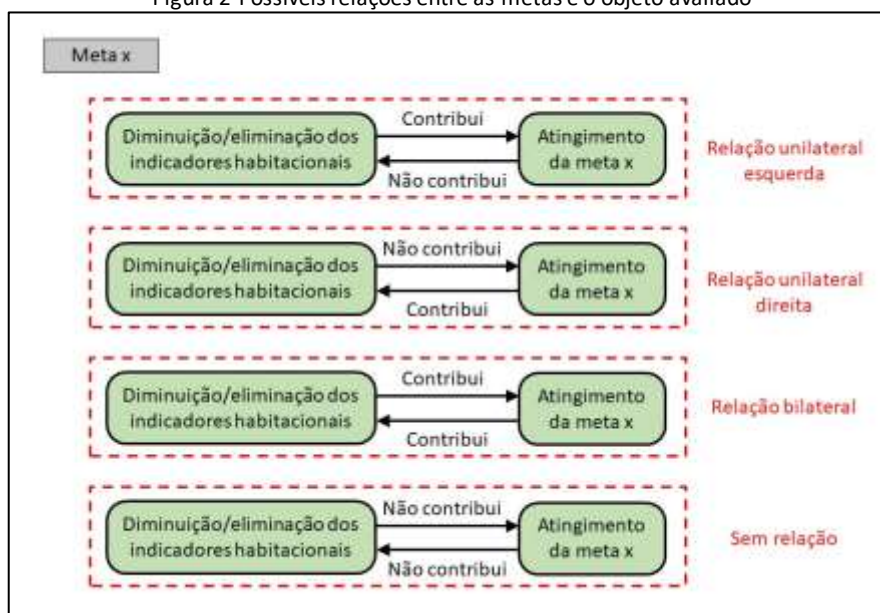 Figura 2 Possíveis relações entre as metas e o objeto avaliado
Meta x
Diminuição/eliminação dos
indicadores habitacionais
Contribui
Não contribui
Atingimento
da meta x
Relação unilateral
esquerda
Diminuição/eliminação dos
indicadores habitacionais
Não contribui
Contribui
Atingimento
da meta x
Relação unilateral
direita
Diminuição/eliminação dos
indicadores habitacionais
Contribui
Contribui
Atingimento
da meta x
Relação bilateral
Diminuição/eliminação dos
indicadores habitacionais
Não contribui
Não contribui
Atingimento
da meta x
Sem relação